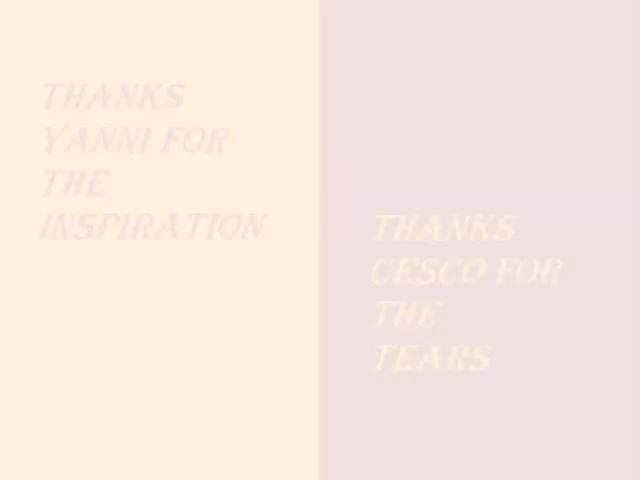 THANKS
YANNI FOR
THE
INSPIRATION
THANKS
CESCO FOR
THE
TEARS